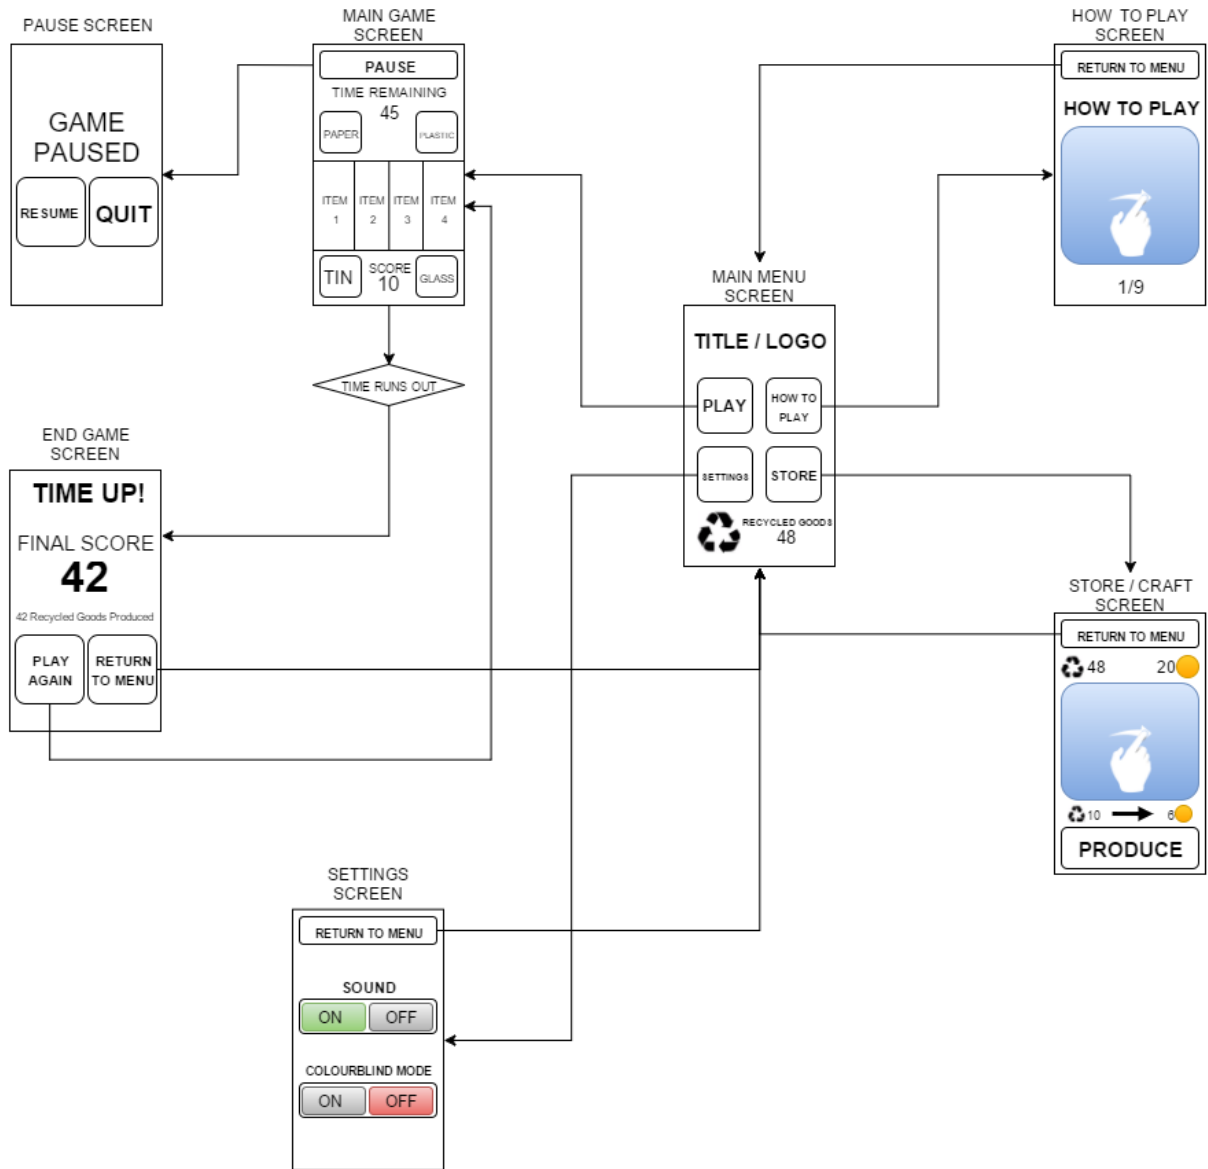 PAUSE SCREEN
GAME
PAUSED
RESUME
QUIT
MAIN GAME
SCREEN
PAUSE
TIME REMAINING
45
PAPER
PLASTIC
ITEM
1
ITEM
2
ITEM
3
ITEM
4
TIN
SCORE
10
GLASS
TIME RUNS OUT
HOW TO PLAY
SCREEN
RETURN TO MENU
HOW TO PLAY
1/9
MAIN MENU
SCREEN
TITLE / LOGO
PLAY
HOW TO
PLAY
SETTINGS
STORE
RECYCLED GOODS
48
END GAME
SCREEN
TIME UP!
FINAL SCORE
42
42 Recycled Goods Produced
PLAY
AGAIN
RETURN
TO MENU
STORE / CRAFT
SCREEN
RETURN TO MENU
48
20
10
6
PRODUCE
SETTINGS
SCREEN
RETURN TO MENU
SOUND
ON
OFF
COLOURBLIND MODE
ON
OFF